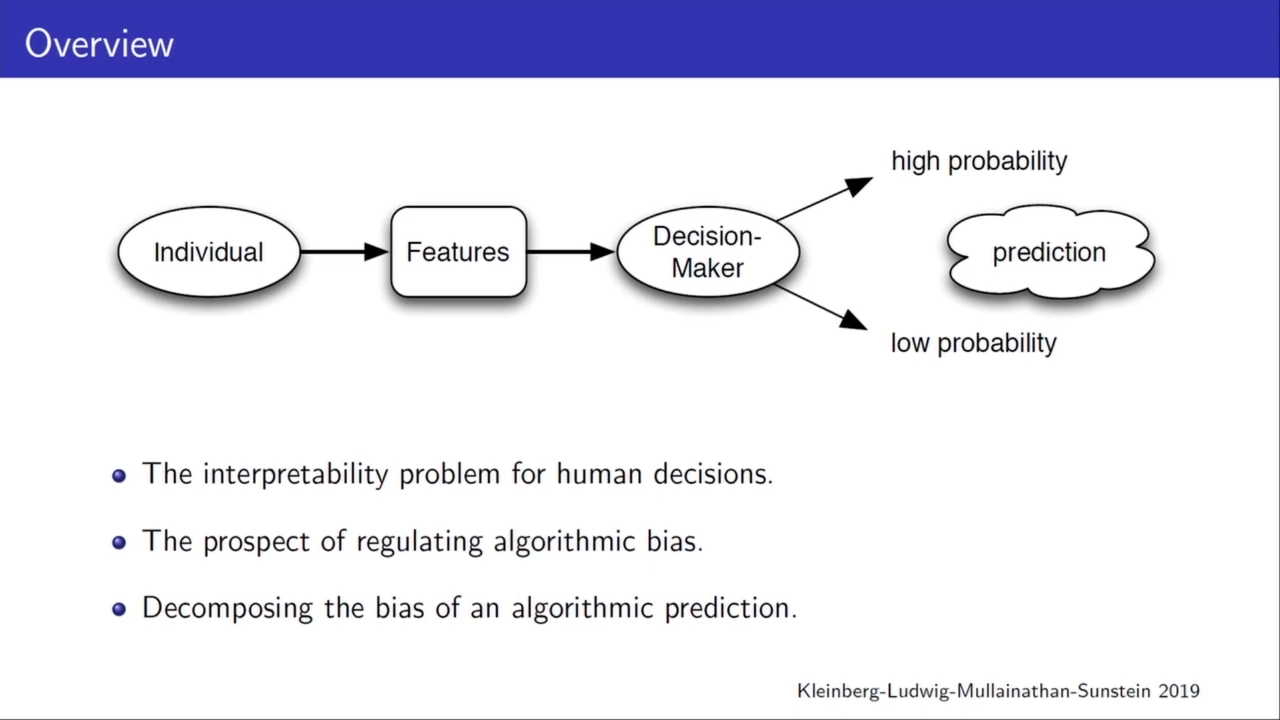 Overview
high probability
Individual
Features
Decision-
Maker
prediction
low probability
The interpretability problem for human decisions.
The prospect of regulating algorithmic bias.
Decomposing the bias of an algorithmic prediction.
Kleinberg-Ludwig-Mullainathan-Sunstein 2019